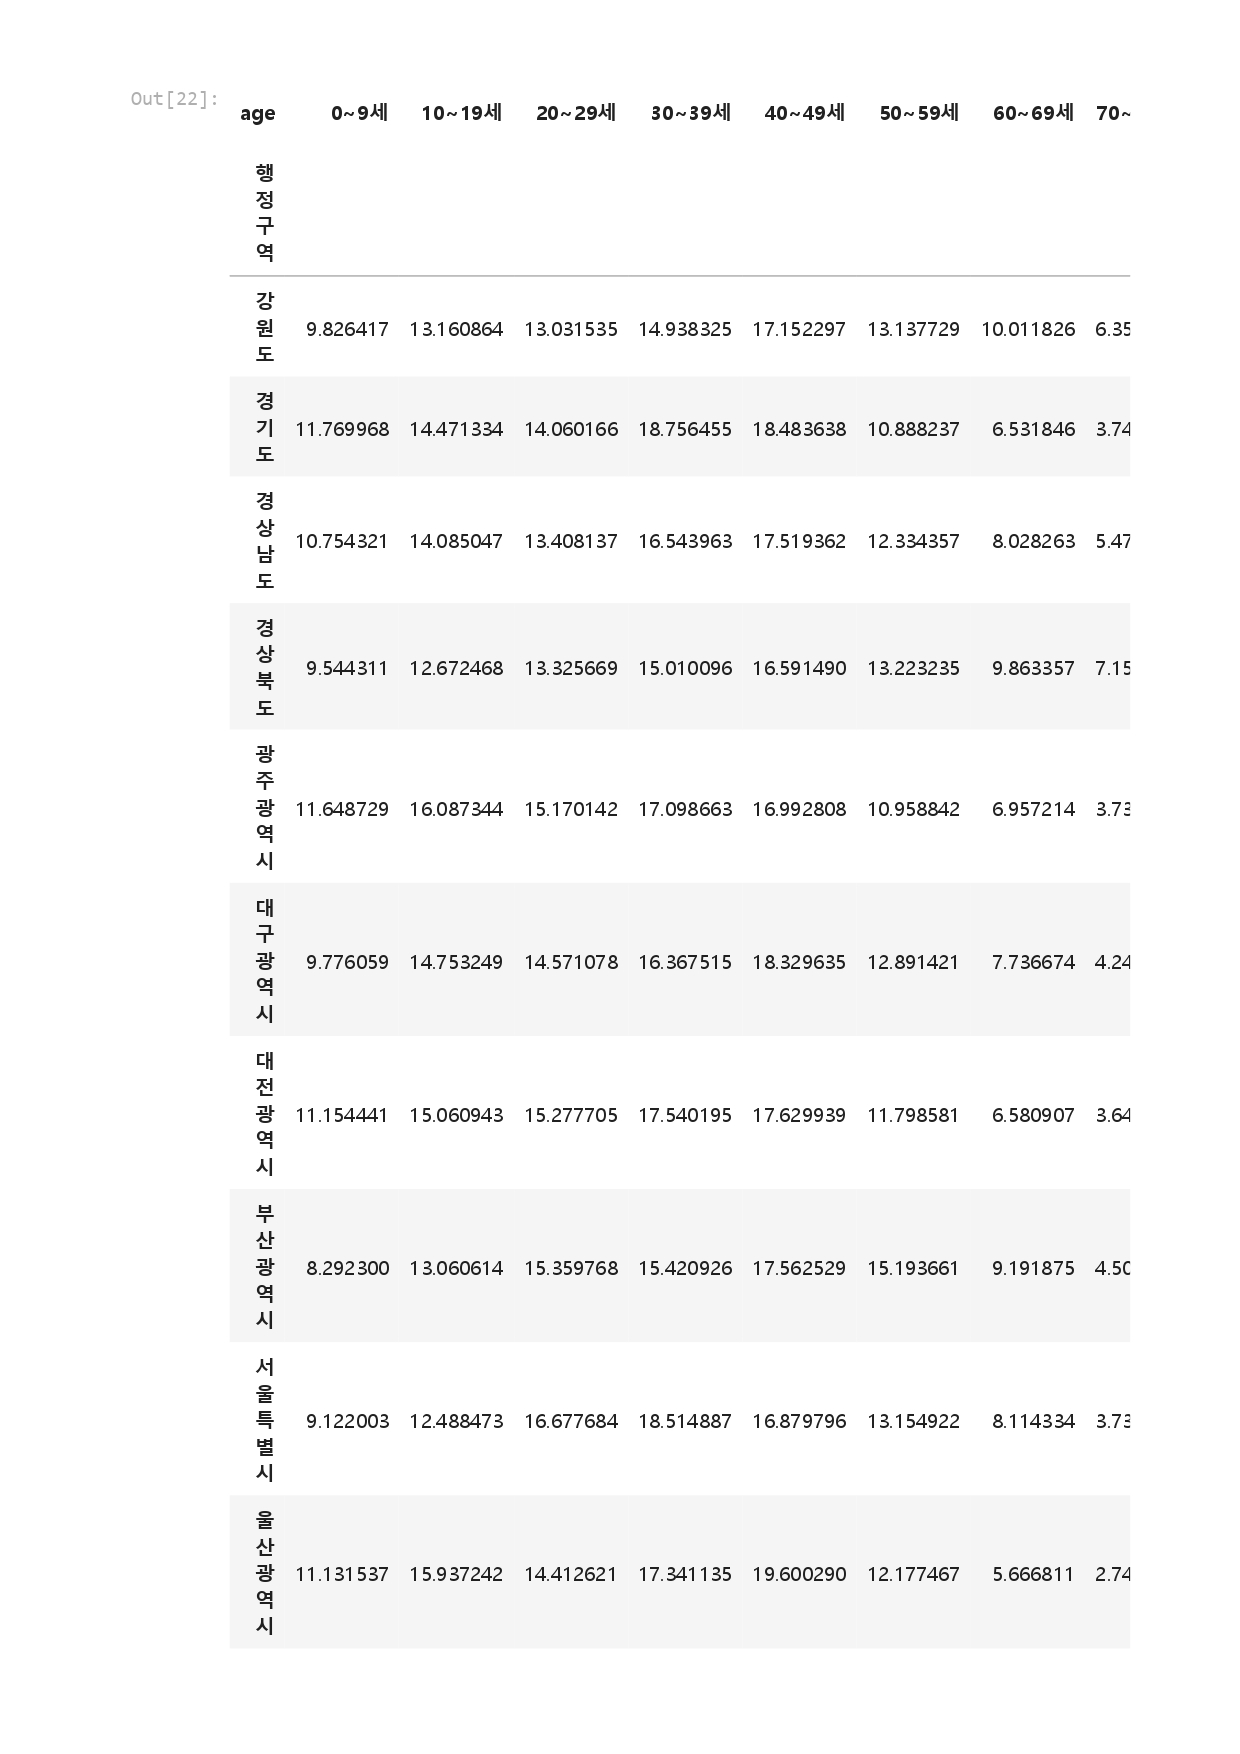 Out[22]:
age 0~9세 10~19세 20~29세 30~39세 40~49세 50~59세 60~69세 70~
행
정
구
역
강
원
도
9.826417 13.160864 13.031535 14.938325 17.152297 13.137729 10.011826 6.35
경
기
도
11.769968 14.471334 14.060166 18.756455 18.483638 10.888237 6.531846 3.74
경
상
남
도
10.754321 14.085047 13.408137 16.543963 17.519362 12.334357 8.028263 5.47
경
상
북
도
9.544311 12.672468 13.325669 15.010096 16.591490 13.223235 9.863357 7.15
광
주
광
역
시
11.648729 16.087344 15.170142 17.098663 16.992808 10.958842 6.957214 3.73
대
구
광
역
시
9.776059 14.753249 14.571078 16.367515 18.329635 12.891421 7.736674 4.24
대
전
광
역
시
11.154441 15.060943 15.277705 17.540195 17.629939 11.798581 6.580907 3.64
부
산
광
역
시
8.292300 13.060614 15.359768 15.420926 17.562529 15.193661 9.191875 4.50
서
울
특
별
시
9.122003 12.488473 16.677684 18.514887 16.879796 13.154922 8.114334 3.73
울
산
광
역
시
11.131537 15.937242 14.412621 17.341135 19.600290 12.177467 5.666811 2.74